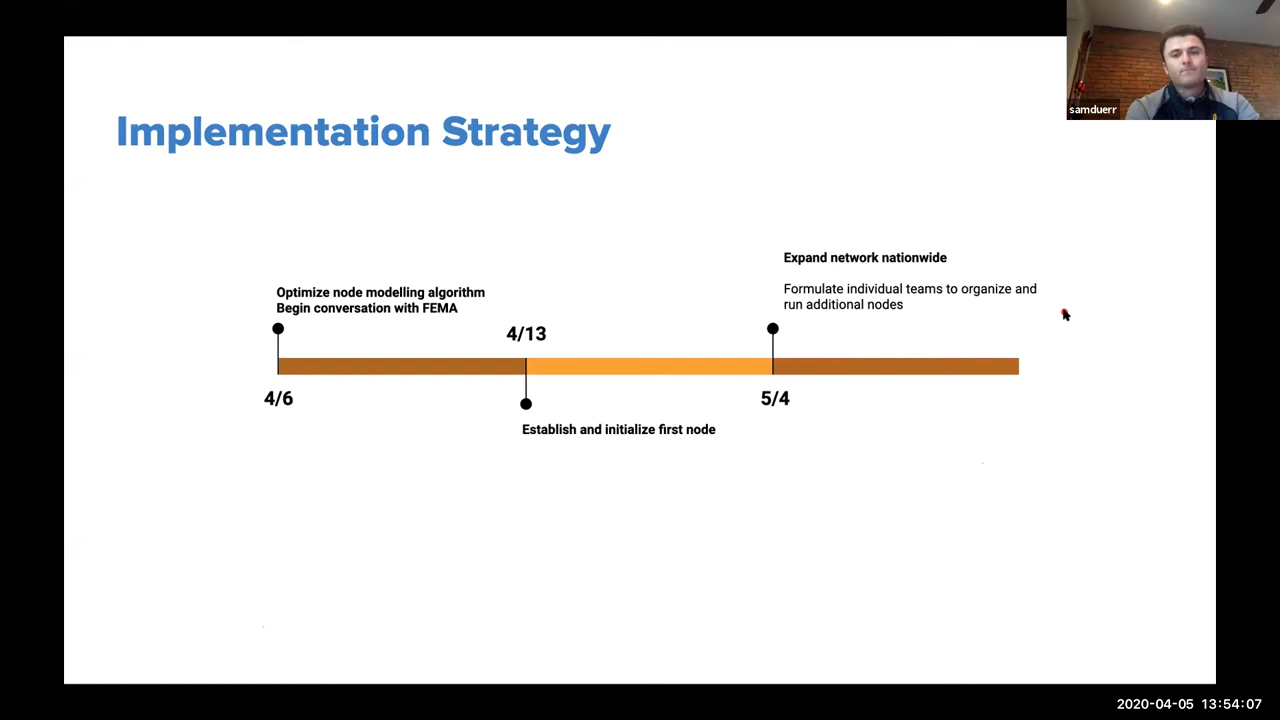 samduerr
Implementation Strategy
Expand network nationwide
Formulate individual teams to organize and
run additional nodes
Optimize node modelling algorithm
Begin conversation with FEMA
4/13
4/6
5/4
Establish and initialize first node
2020-04-05 13:54:07